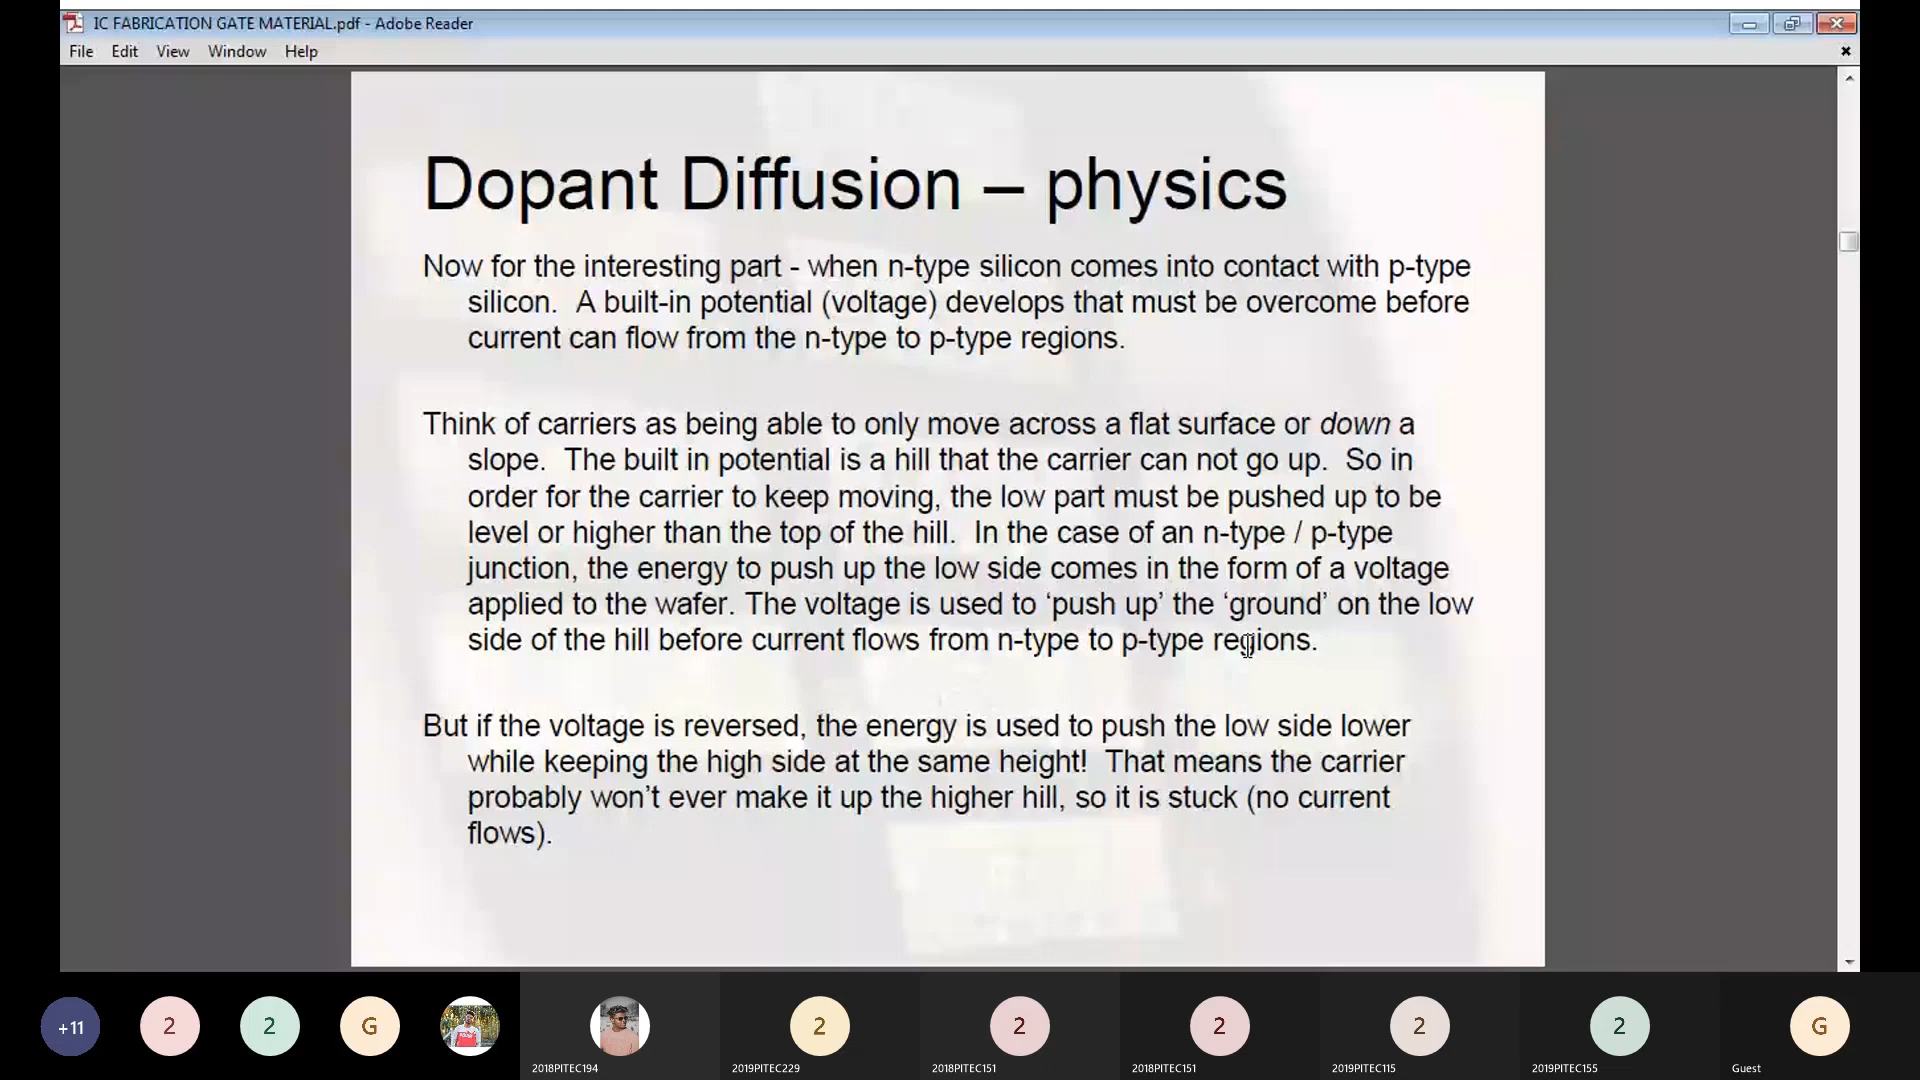 IC FABRICATION GATE MATERIAL.pdf - Adobe Reader
File Edit View Window Help
Dopant Diffusion – physics
Now for the interesting part - when n-type silicon comes into contact with p-type
silicon. A built-in potential (voltage) develops that must be overcome before
current can flow from the n-type to p-type regions.
Think of carriers as being able to only move across a flat surface or down a
slope. The built in potential is a hill that the carrier can not go up. So in
order for the carrier to keep moving, the low part must be pushed up to be
level or higher than the top of the hill. In the case of an n-type / p-type
junction, the energy to push up the low side comes in the form of a voltage
applied to the wafer. The voltage is used to ‘push up’ the ‘ground’ on the low
side of the hill before current flows from n-type to p-type regions.
But if the voltage is reversed, the energy is used to push the low side lower
while keeping the high side at the same height! That means the carrier
probably won’t ever make it up the higher hill, so it is stuck (no current
flows).
+11 2 2 G 2 2 2 2 2 G
2018PITEC194 2019PITEC229 2018PITEC151 2018PITEC151 2019PITEC115 2019PITEC155 Guest